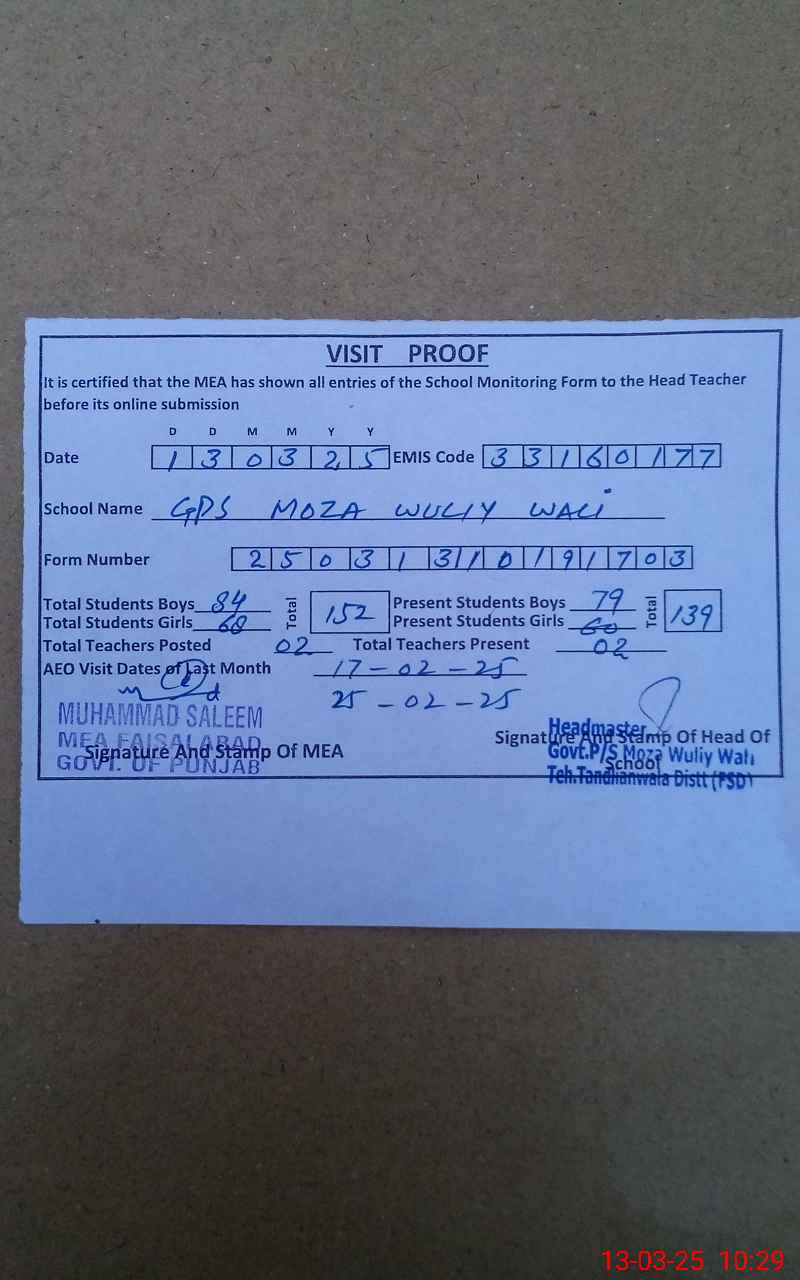 VISIT PROOF
It is certified that the MEA has shown all entries of the School Monitoring Form to the Head Teacher
before its online submission
D D M M Y Y
Date 1 3 0 3 2 5 EMIS Code 3 3 1 6 0 1 7 7
School Name GPS MOZA WULIY WALI
Form Number 2 5 0 3 1 3 1 0 1 9 1 7 0 3
Total Students Boys 84 Total 152 Present Students Boys 79 Total 139
Total Students Girls 68 Present Students Girls 60
Total Teachers Posted 02 Total Teachers Present 02
AEO Visit Dates of Last Month 17-02-25
25-02-25
MUHAMMAD SALEEM
MEA FAISALABAD
GOVT. OF PUNJAB
Signature And Stamp Of MEA
Signature And Stamp Of Head Of
School
Headmaster
Govt.P/S Moza Wuliy Wali
Teh.Tandlianwala Distt (FSD)
13-03-25 10:29